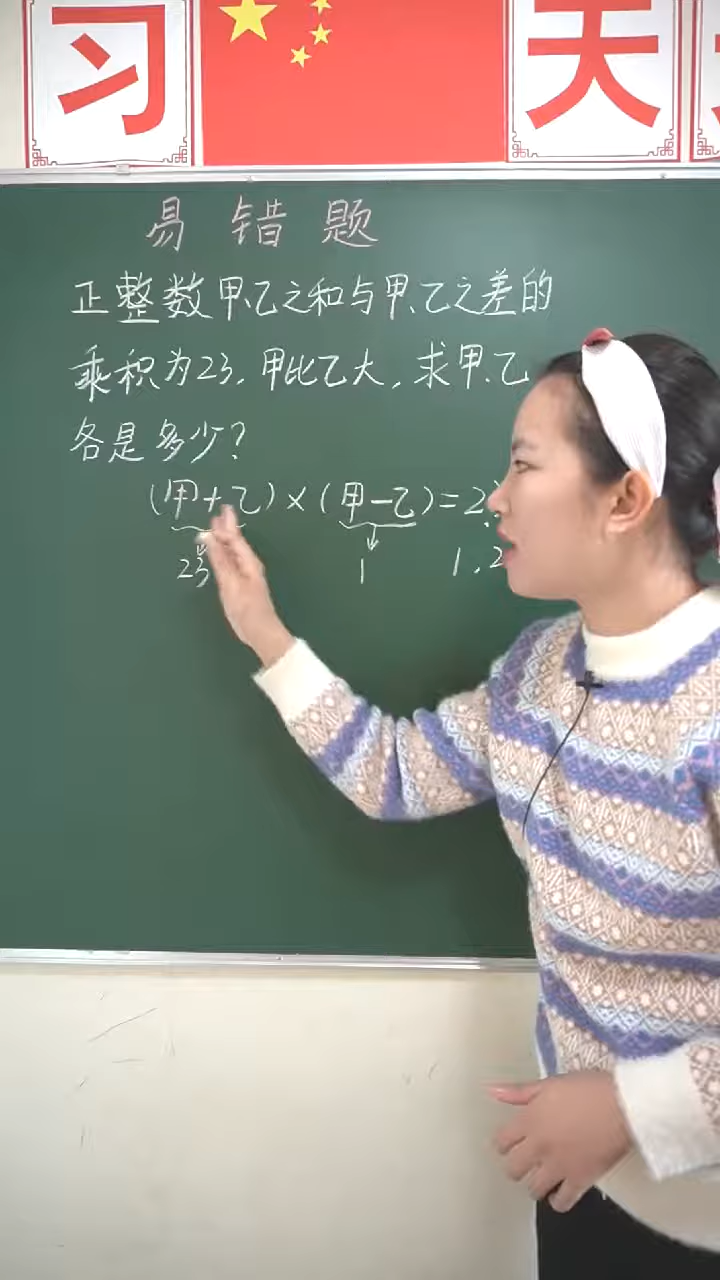 习 天
易错题
正整数甲、乙之和与甲、乙之差的
乘积为23.甲比乙大,求甲、乙
各是多少?
(甲+乙)×(甲-乙)=2
23 1 1,2